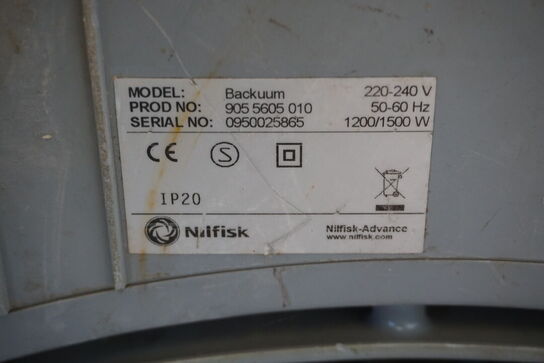 MODEL: Backuum 220-240 V
PROD NO: 905 5605 010 50-60 Hz
SERIAL NO: 0950025865 1200/1500 W
CE S
IP20
Nilfisk Nilfisk-Advance
www.nilfisk.com